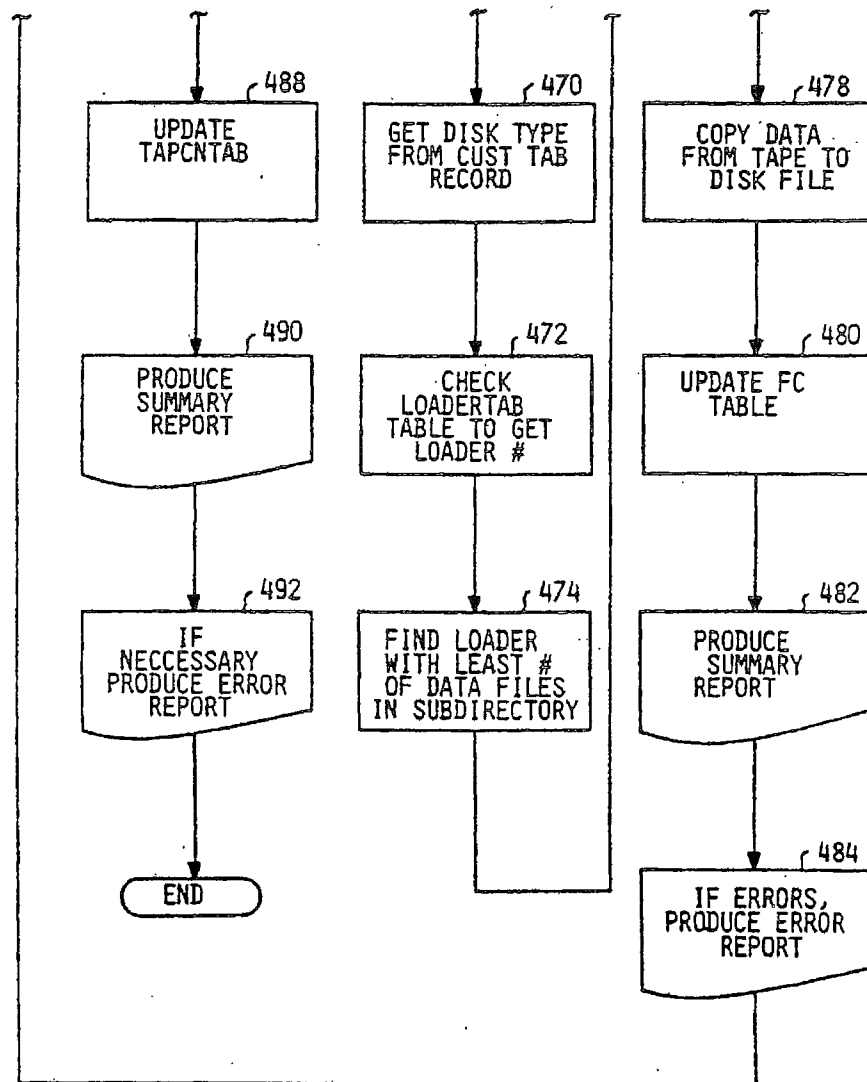 488
UPDATE
TAPCNTAB
490
PRODUCE
SUMMARY
REPORT
492
IF
NECCESSARY
PRODUCE ERROR
REPORT
END
470
GET DISK TYPE
FROM CUST TAB
RECORD
472
CHECK
LOADERTAB
TABLE TO GET
LOADER #
474
FIND LOADER
WITH LEAST #
OF DATA FILES
IN SUBDIRECTORY
478
COPY DATA
FROM TAPE TO
DISK FILE
480
UPDATE FC
TABLE
482
PRODUCE
SUMMARY
REPORT
484
IF ERRORS,
PRODUCE ERROR
REPORT